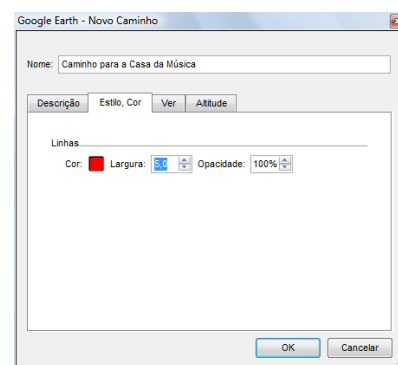 Google Earth - Novo Caminho
Nome: Caminho para a Casa da Música
Descrição Estilo, Cor Ver Altitude
Linhas
Cor: Largura: 5,0 Opacidade: 100%
OK Cancelar